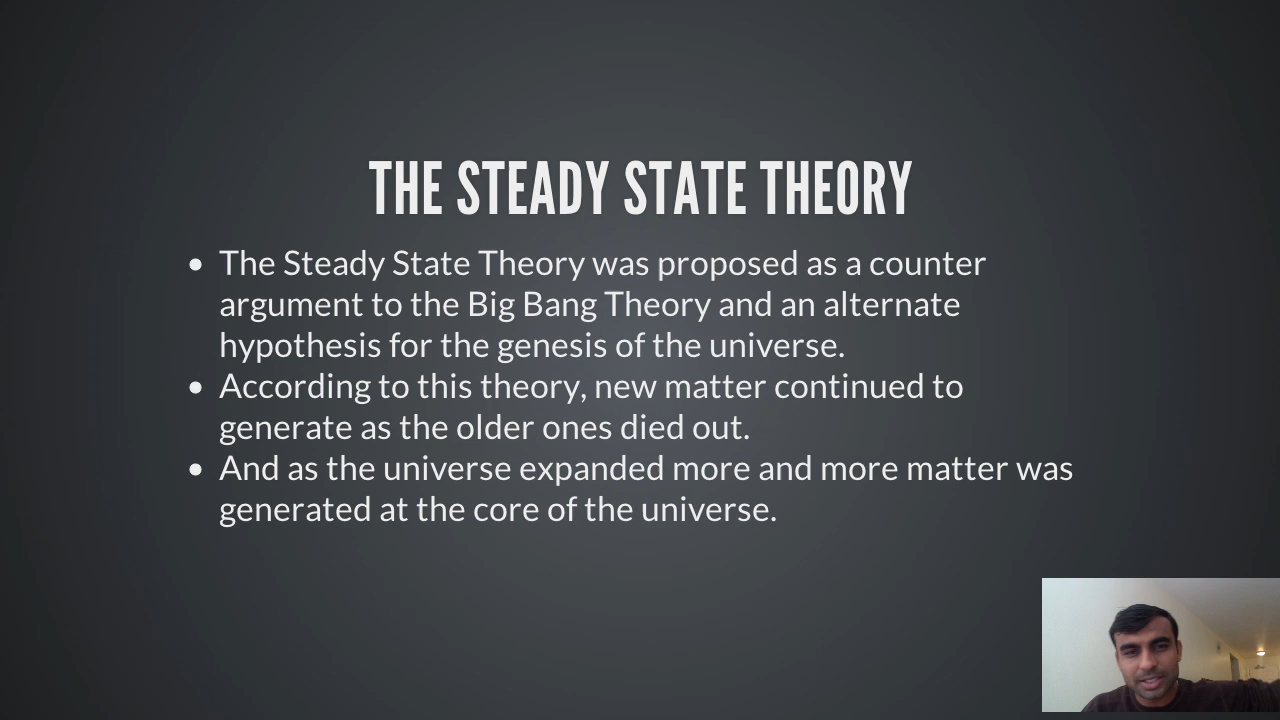 THE STEADY STATE THEORY
• The Steady State Theory was proposed as a counter
argument to the Big Bang Theory and an alternate
hypothesis for the genesis of the universe.
• According to this theory, new matter continued to
generate as the older ones died out.
• And as the universe expanded more and more matter was
generated at the core of the universe.